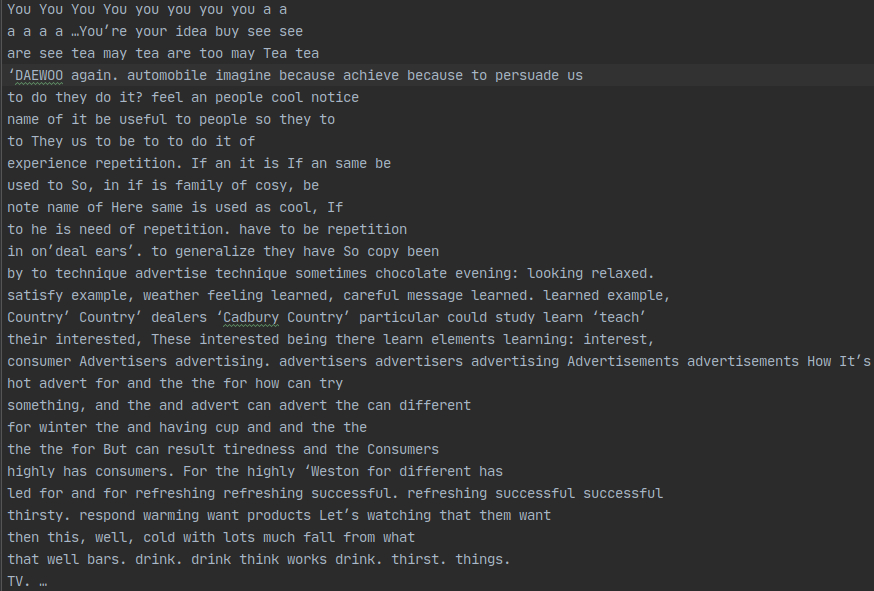 You You You You you you you you a a
a a a a …You’re your idea buy see see
are see tea may tea are too may Tea tea
‘DAEWOO again. automobile imagine because achieve because to persuade us
to do they do it? feel an people cool notice
name of it be useful to people so they to
to They us to be to to do it of
experience repetition. If an it is If an same be
used to So, in if is family of cosy, be
note name of Here same is used as cool, If
to he is need of repetition. have to be repetition
in on’deal ears’. to generalize they have So copy been
by to technique advertise technique sometimes chocolate evening: looking relaxed.
satisfy example, weather feeling learned, careful message learned. learned example,
Country’ Country’ dealers ‘Cadbury Country’ particular could study learn ‘teach’
their interested, These interested being there learn elements learning: interest,
consumer Advertisers advertising. advertisers advertisers advertising Advertisements advertisements How It’s
hot advert for and the the for how can try
something, and the and advert can advert the can different
for winter the and having cup and and the the
the the for But can result tiredness and the Consumers
highly has consumers. For the highly ‘Weston for different has
led for and for refreshing refreshing successful. refreshing successful successful
thirsty. respond warming want products Let’s watching that them want
then this, well, cold with lots much fall from what
that well bars. drink. drink think works drink. thirst. things.
TV. …